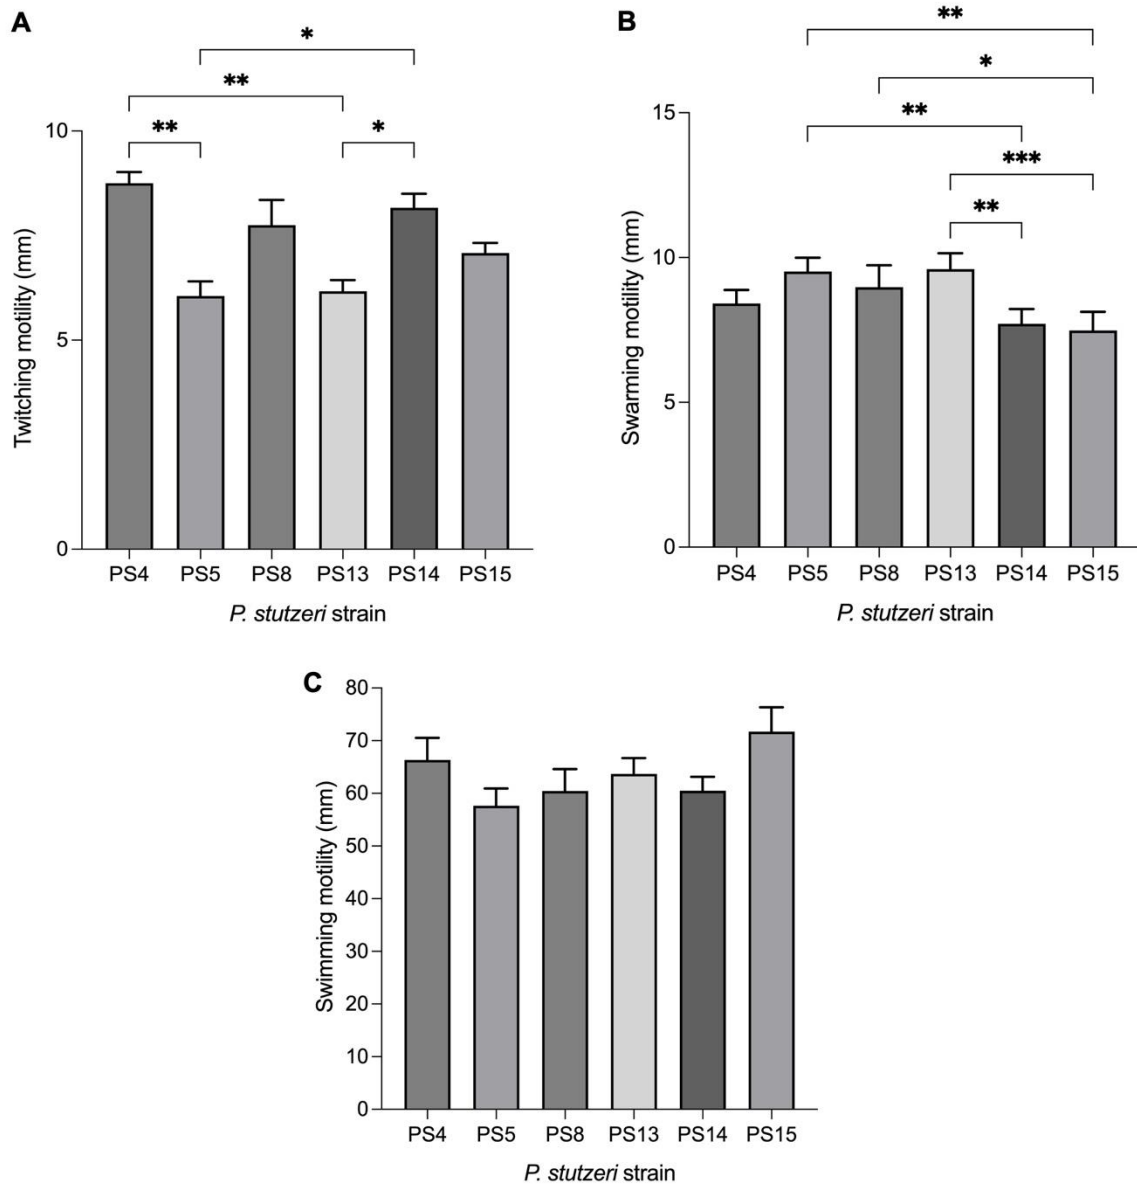 A
*
**
**
*
10
5
0
Twitching motility (mm)
PS4 PS5 PS8 PS13 PS14 PS15
P. stutzeri strain
B
**
*
**
***
**
15
10
5
0
Swarming motility (mm)
PS4 PS5 PS8 PS13 PS14 PS15
P. stutzeri strain
C
80
70
60
50
40
30
20
10
0
Swimming motility (mm)
PS4 PS5 PS8 PS13 PS14 PS15
P. stutzeri strain